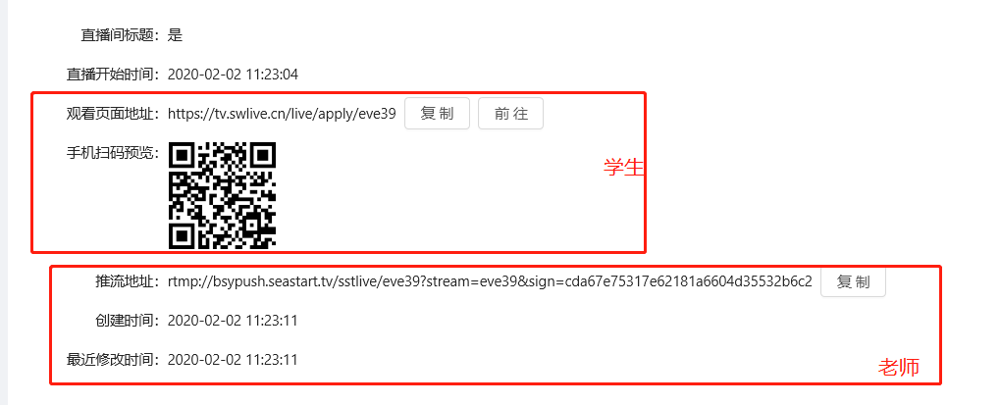 直播间标题：是
直播开始时间：2020-02-02 11:23:04
观看页面地址：https://tv.swlive.cn/live/apply/eve39 复 制 前 往
手机扫码预览：
学生
推流地址：rtmp://bsypush.seastart.tv/sstlive/eve39?stream=eve39&sign=cda67e75317e62181a6604d35532b6c2 复 制
创建时间：2020-02-02 11:23:11
最近修改时间：2020-02-02 11:23:11
老师